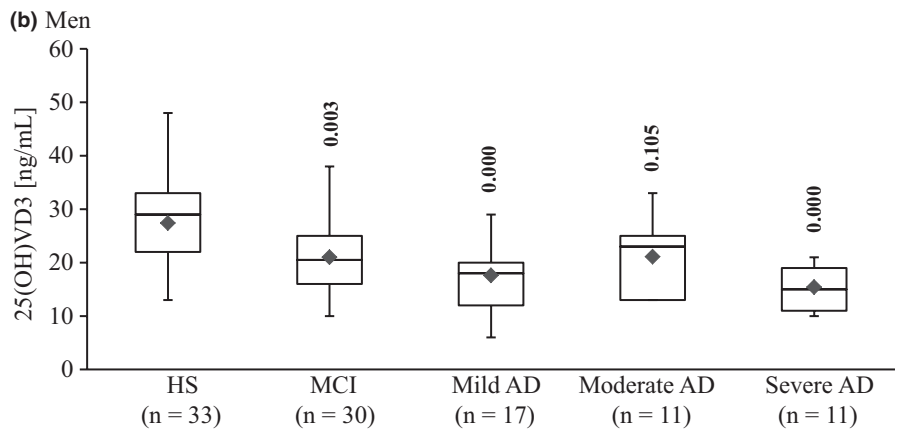 (b) Men
60
50
40
30
20
10
0
25(OH)VD3 [ng/mL]
0.003
0.000
0.105
0.000
HS MCI Mild AD Moderate AD Severe AD
(n = 33) (n = 30) (n = 17) (n = 11) (n = 11)